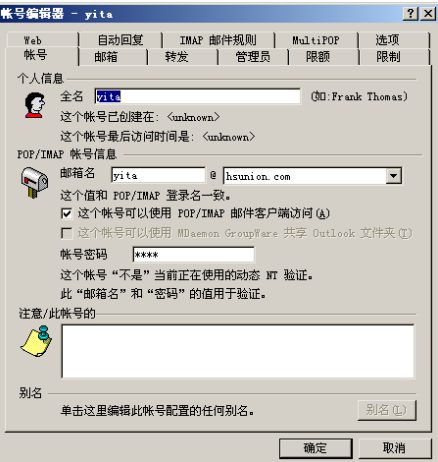 帐号编辑器 - yita
Web 自动回复 IMAP 邮件规则 MultiPOP 选项
帐号 邮箱 转发 管理员 限额 限制
个人信息
全名 yita (如:Frank Thomas)
这个帐号已创建在: <unknown>
这个帐号最后访问时间是: <unknown>
POP/IMAP 帐号信息
邮箱名 yita @ hsunion.com
这个值和 POP/IMAP 登录名一致。
这个帐号可以使用 POP/IMAP 邮件客户端访问(A)
这个帐号可以使用 MDaemon GroupWare 共享 Outlook 文件夹(T)
帐号密码 ****
这个帐号 “不是” 当前正在使用的动态 NT 验证。
此 “邮箱名” 和 “密码” 的值用于验证。
注意/此帐号的
别名
单击这里编辑此帐号配置的任何别名。 别名(L)
确定 取消